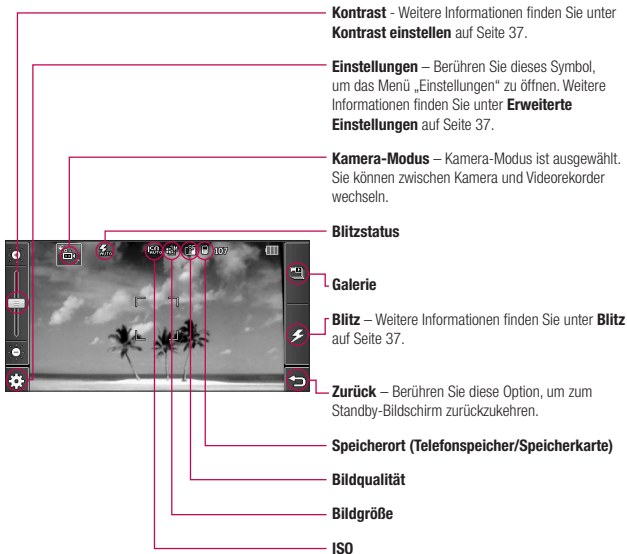 Kontrast - Weitere Informationen finden Sie unter
Kontrast einstellen auf Seite 37.
Einstellungen – Berühren Sie dieses Symbol,
um das Menü „Einstellungen“ zu öffnen. Weitere
Informationen finden Sie unter Erweiterte
Einstellungen auf Seite 37.
Kamera-Modus – Kamera-Modus ist ausgewählt.
Sie können zwischen Kamera und Videorekorder
wechseln.
Blitzstatus
AUTO
ISO
AUTO
107
Galerie
Blitz – Weitere Informationen finden Sie unter Blitz
auf Seite 37.
Zurück – Berühren Sie diese Option, um zum
Standby-Bildschirm zurückzukehren.
Speicherort (Telefonspeicher/Speicherkarte)
Bildqualität
Bildgröße
ISO